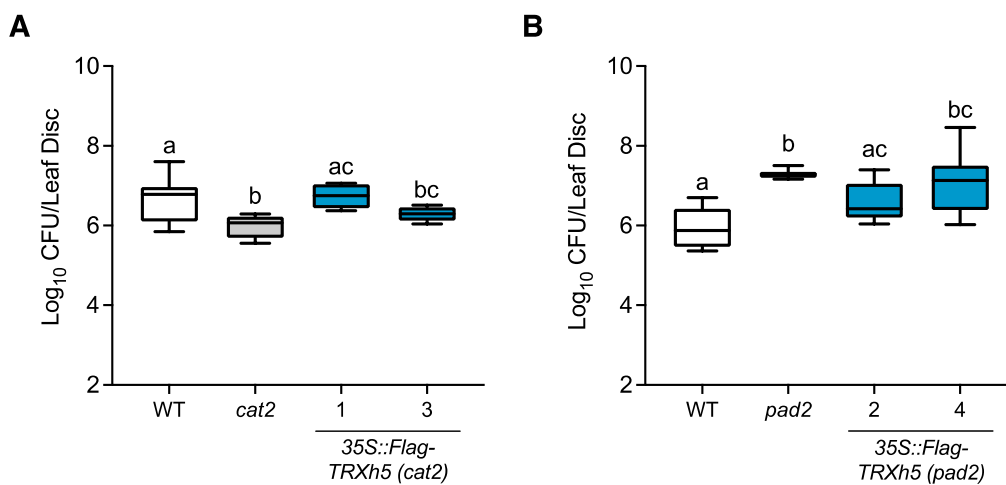 A
Log10 CFU/Leaf Disc
10
8
6
4
2
a
b
ac
bc
WT
cat2
1
3
35S::Flag-
TRXh5 (cat2)
B
Log10 CFU/Leaf Disc
10
8
6
4
2
a
b
ac
bc
WT
pad2
2
4
35S::Flag-
TRXh5 (pad2)